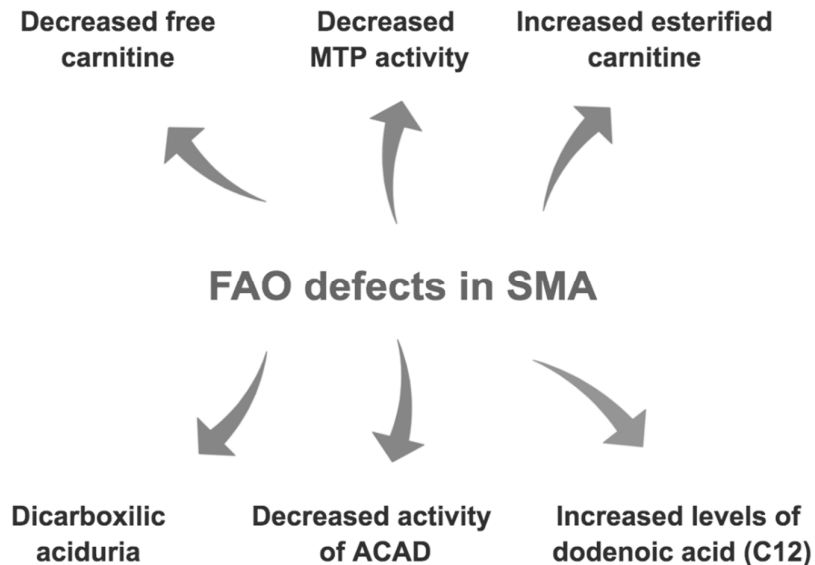 Decreased free
carnitine
Decreased
MTP activity
Increased esterified
carnitine
FAO defects in SMA
Dicarboxilic
aciduria
Decreased activity
of ACAD
Increased levels of
dodenoic acid (C12)